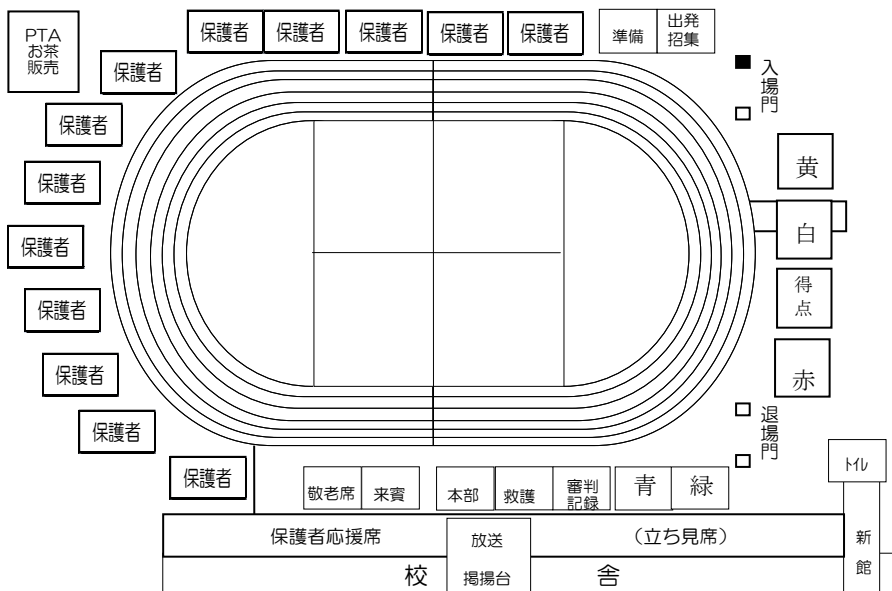 PTA
お茶
販売
保護者
保護者
保護者
保護者
保護者
準備
出発
招集
保護者
入場門
保護者
黄
保護者
白
保護者
得
点
保護者
赤
保護者
退場門
保護者
保護者
ﾄｲﾚ
敬老席
来賓
本部
救護
審判
記録
青
緑
保護者応援席
放送
（立ち見席）
新
館
校
掲揚台
舎